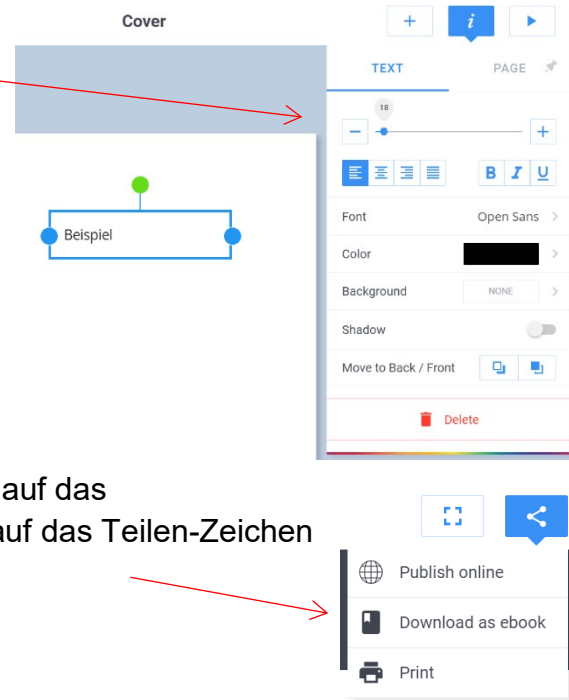 Cover
+ i
TEXT PAGE
18
− +
B I U
Beispiel
Font Open Sans >
Color >
Background NONE >
Shadow
Move to Back / Front
Delete
auf das
auf das Teilen-Zeichen
Publish online
Download as ebook
Print